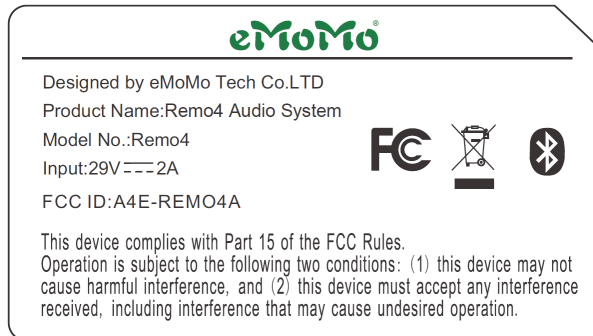 eMoMo®
Designed by eMoMo Tech Co.LTD
Product Name:Remo4 Audio System
Model No.:Remo4
Input:29V⎓2A
FC
FCC ID:A4E-REMO4A
This device complies with Part 15 of the FCC Rules.
Operation is subject to the following two conditions: (1) this device may not
cause harmful interference, and (2) this device must accept any interference
received, including interference that may cause undesired operation.